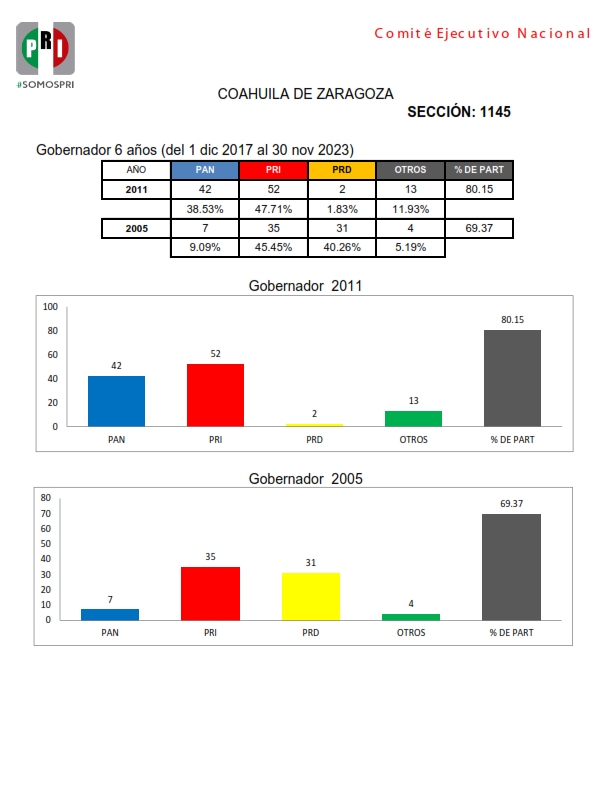 PRI
#SOMOSPRI
Comité Ejecutivo Nacional
COAHUILA DE ZARAGOZA
SECCIÓN: 1145
Gobernador 6 años (del 1 dic 2017 al 30 nov 2023)
AÑO PAN PRI PRD OTROS % DE PART
2011 42 52 2 13 80.15
38.53% 47.71% 1.83% 11.93%
2005 7 35 31 4 69.37
9.09% 45.45% 40.26% 5.19%
Gobernador 2011
100
80
60
40
20
0
42 52 2 13 80.15
PAN PRI PRD OTROS % DE PART
Gobernador 2005
80
70
60
50
40
30
20
10
0
7 35 31 4 69.37
PAN PRI PRD OTROS % DE PART